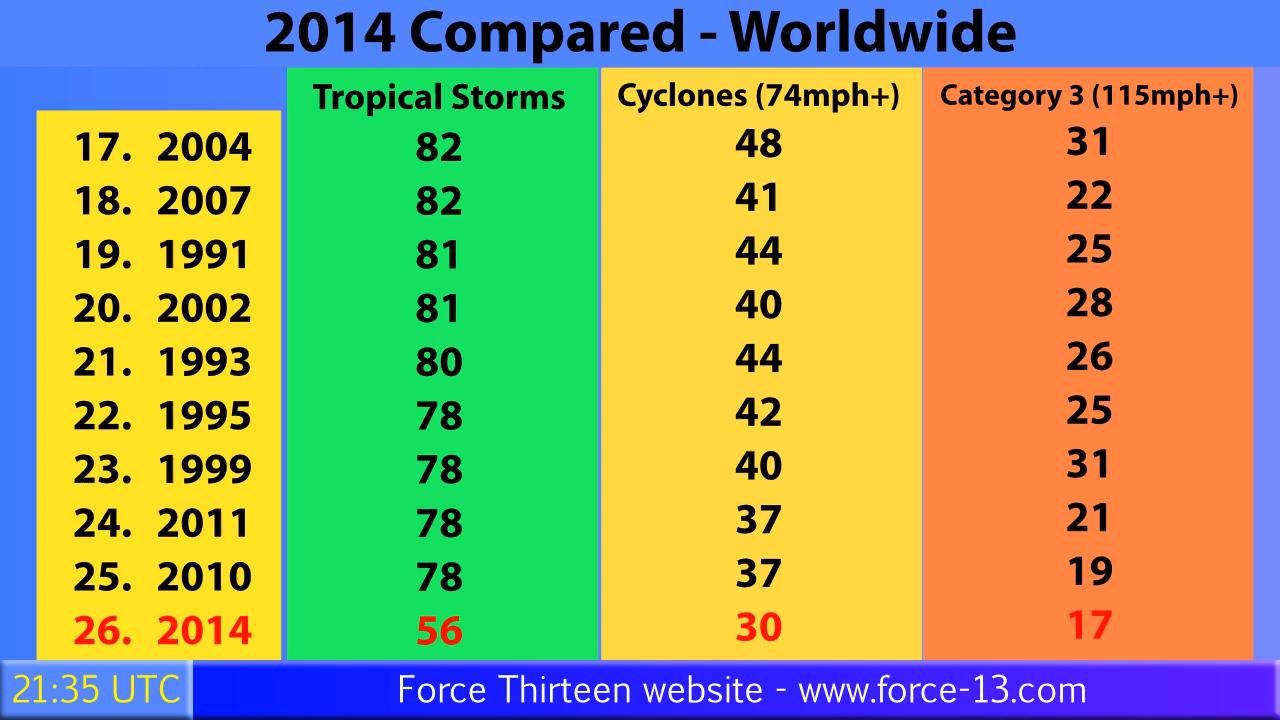 2014 Compared - Worldwide
Tropical Storms Cyclones (74mph+) Category 3 (115mph+)
17. 2004 82 48 31
18. 2007 82 41 22
19. 1991 81 44 25
20. 2002 81 40 28
21. 1993 80 44 26
22. 1995 78 42 25
23. 1999 78 40 31
24. 2011 78 37 21
25. 2010 78 37 19
26. 2014 56 30 17
21:35 UTC Force Thirteen website - www.force-13.com